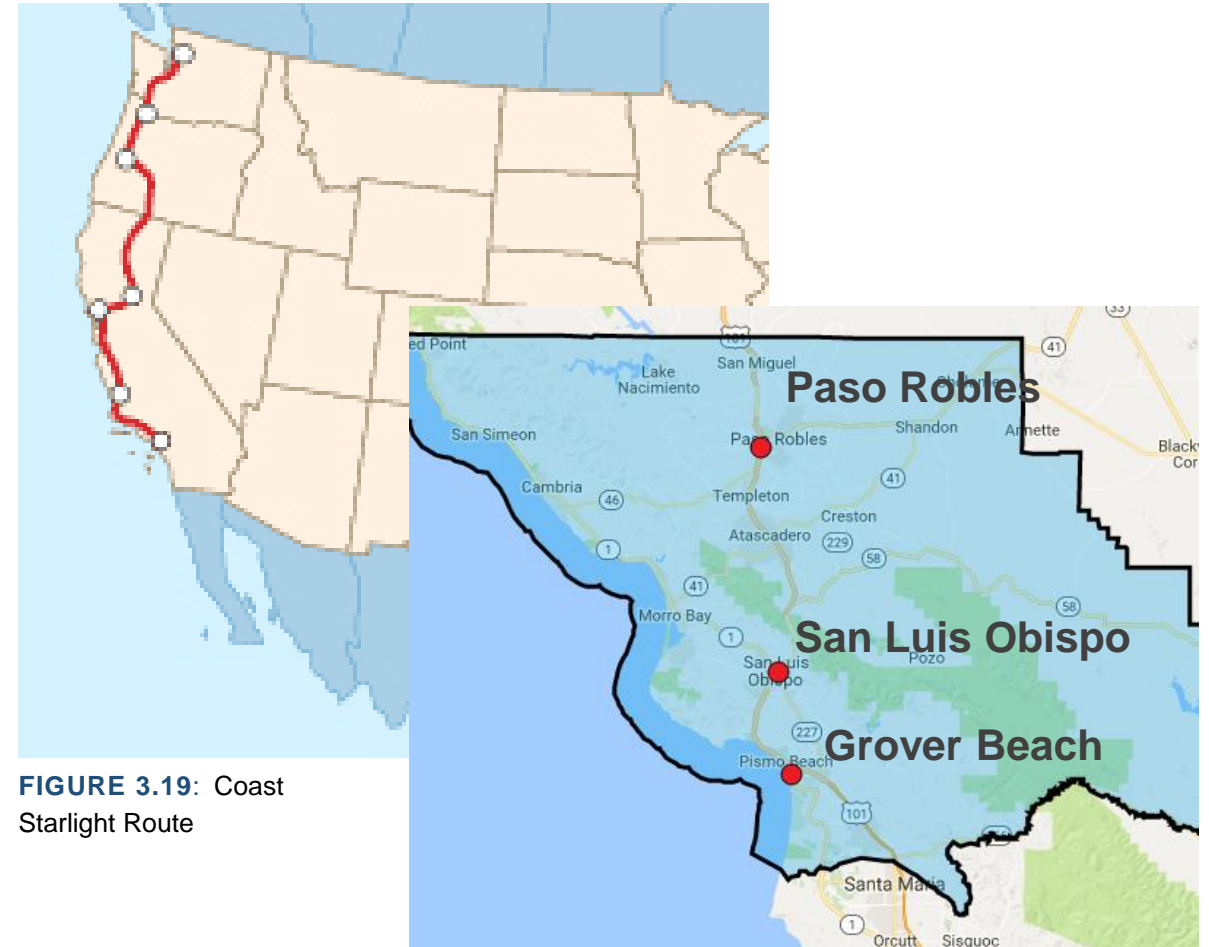 33
101
41
ed Point
San Miguel
Lake
Nacimiento
Paso Robles
San Simeon
Paso Robles
Shandon
Annette
Black
Cor
Cambria
46
Templeton
41
Creston
Atascadero
229
58
1
41
58
Morro Bay
1
San Luis Obispo
San Luis
Obispo
Pozo
227
Grover Beach
Pismo Beach
101
FIGURE 3.19: Coast
Starlight Route
Santa Maria
1
Orcutt
Sisquoc